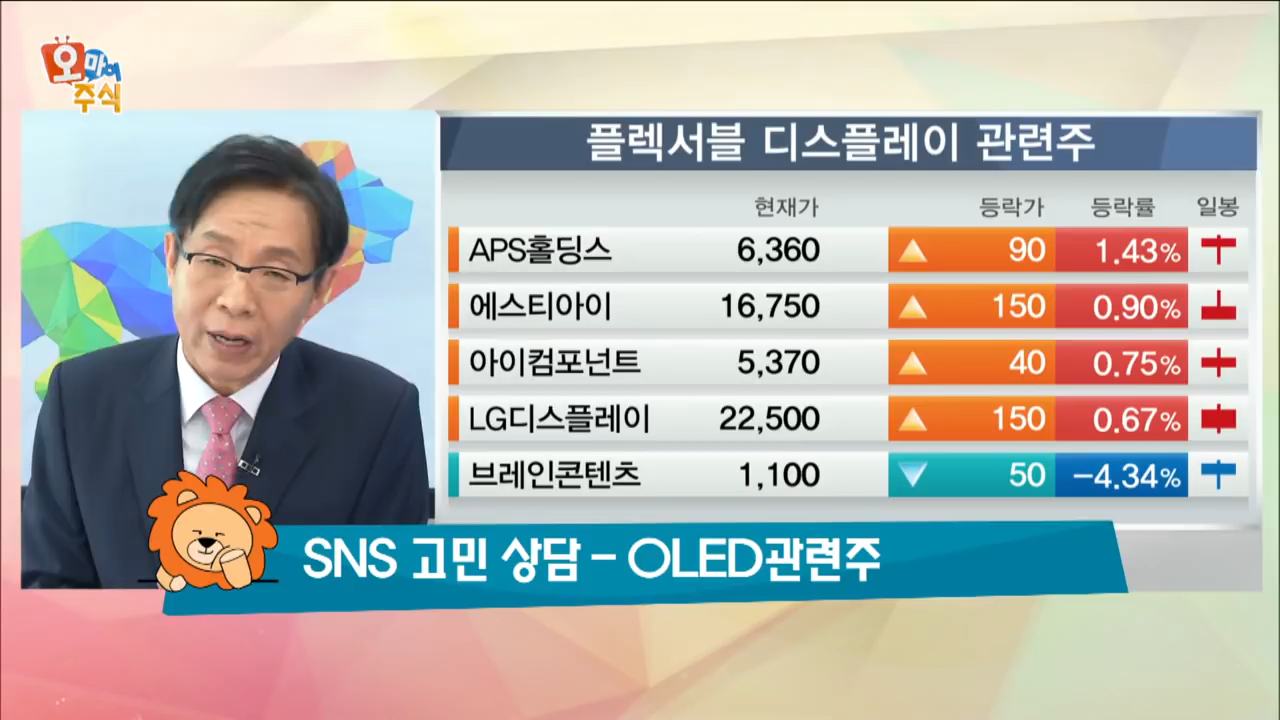 오마이
주식
플렉서블 디스플레이 관련주
현재가 등락가 등락률 일봉
APS홀딩스 6,360 ▲ 90 1.43%
에스티아이 16,750 ▲ 150 0.90%
아이컴포넌트 5,370 ▲ 40 0.75%
LG디스플레이 22,500 ▲ 150 0.67%
브레인콘텐츠 1,100 ▼ 50 -4.34%
SNS 고민 상담 - OLED관련주